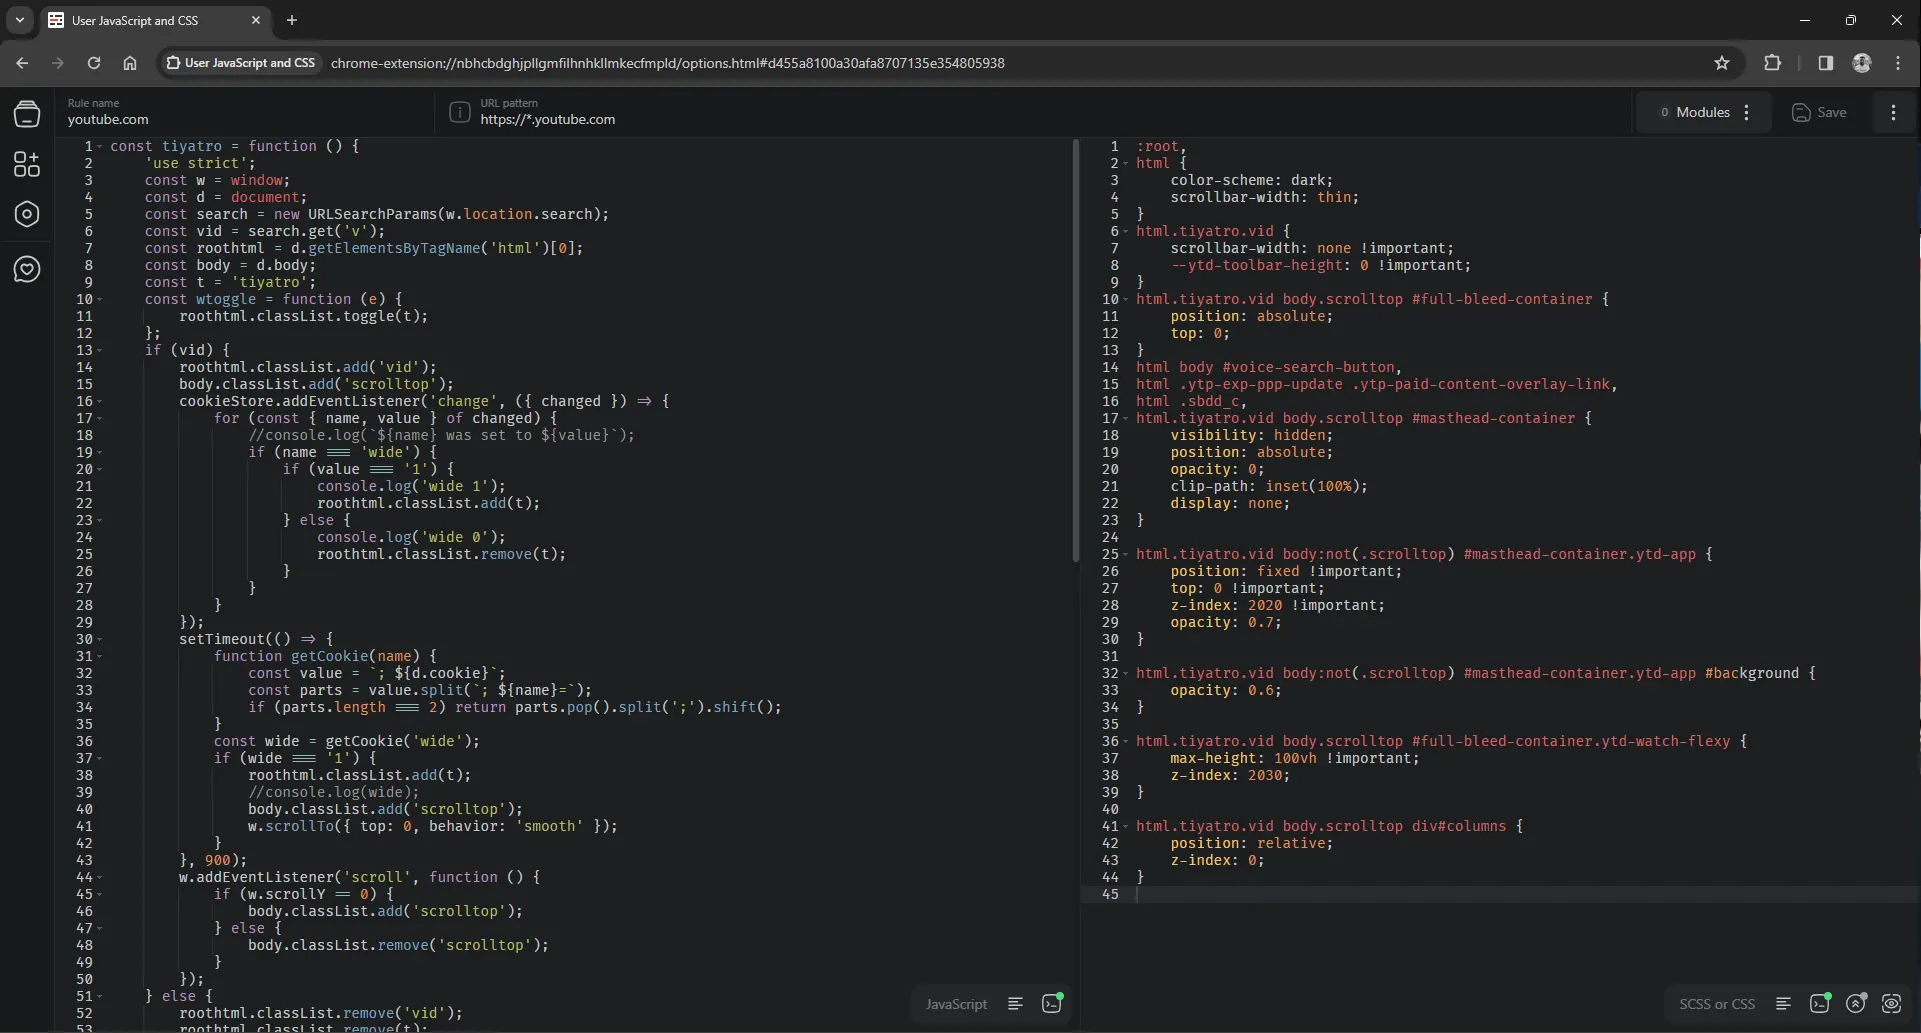 User JavaScript and CSS
User JavaScript and CSS
chrome-extension://nbhcbdghjpllgmfilhnhkllmkecfmpld/options.html#d455a8100a30afa8707135e354805938
Rule name
youtube.com
URL pattern
https://*.youtube.com
0 Modules
Save
1 const tiyatro = function () {
2 'use strict';
3 const w = window;
4 const d = document;
5 const search = new URLSearchParams(w.location.search);
6 const vid = search.get('v');
7 const roothtml = d.getElementsByTagName('html')[0];
8 const body = d.body;
9 const t = 'tiyatro';
10 const wtoggle = function (e) {
11 roothtml.classList.toggle(t);
12 };
13 if (vid) {
14 roothtml.classList.add('vid');
15 body.classList.add('scrolltop');
16 cookieStore.addEventListener('change', ({ changed }) => {
17 for (const { name, value } of changed) {
18 //console.log(`${name} was set to ${value}`);
19 if (name === 'wide') {
20 if (value === '1') {
21 console.log('wide 1');
22 roothtml.classList.add(t);
23 } else {
24 console.log('wide 0');
25 roothtml.classList.remove(t);
26 }
27 }
28 }
29 });
30 setTimeout(() => {
31 function getCookie(name) {
32 const value = `; ${d.cookie}`;
33 const parts = value.split(`; ${name}=`);
34 if (parts.length === 2) return parts.pop().split(';').shift();
35 }
36 const wide = getCookie('wide');
37 if (wide === '1') {
38 roothtml.classList.add(t);
39 //console.log(wide);
40 body.classList.add('scrolltop');
41 w.scrollTo({ top: 0, behavior: 'smooth' });
42 }
43 }, 900);
44 w.addEventListener('scroll', function () {
45 if (w.scrollY == 0) {
46 body.classList.add('scrolltop');
47 } else {
48 body.classList.remove('scrolltop');
49 }
50 });
51 } else {
52 roothtml.classList.remove('vid');
53 roothtml.classList.remove(t);
JavaScript
1 :root,
2 html {
3 color-scheme: dark;
4 scrollbar-width: thin;
5 }
6 html.tiyatro.vid {
7 scrollbar-width: none !important;
8 --ytd-toolbar-height: 0 !important;
9 }
10 html.tiyatro.vid body.scrolltop #full-bleed-container {
11 position: absolute;
12 top: 0;
13 }
14 html body #voice-search-button,
15 html .ytp-exp-ppp-update .ytp-paid-content-overlay-link,
16 html .sbdd_c,
17 html.tiyatro.vid body.scrolltop #masthead-container {
18 visibility: hidden;
19 position: absolute;
20 opacity: 0;
21 clip-path: inset(100%);
22 display: none;
23 }
24
25 html.tiyatro.vid body:not(.scrolltop) #masthead-container.ytd-app {
26 position: fixed !important;
27 top: 0 !important;
28 z-index: 2020 !important;
29 opacity: 0.7;
30 }
31
32 html.tiyatro.vid body:not(.scrolltop) #masthead-container.ytd-app #background {
33 opacity: 0.6;
34 }
35
36 html.tiyatro.vid body.scrolltop #full-bleed-container.ytd-watch-flexy {
37 max-height: 100vh !important;
38 z-index: 2030;
39 }
40
41 html.tiyatro.vid body.scrolltop div#columns {
42 position: relative;
43 z-index: 0;
44 }
45
SCSS or CSS